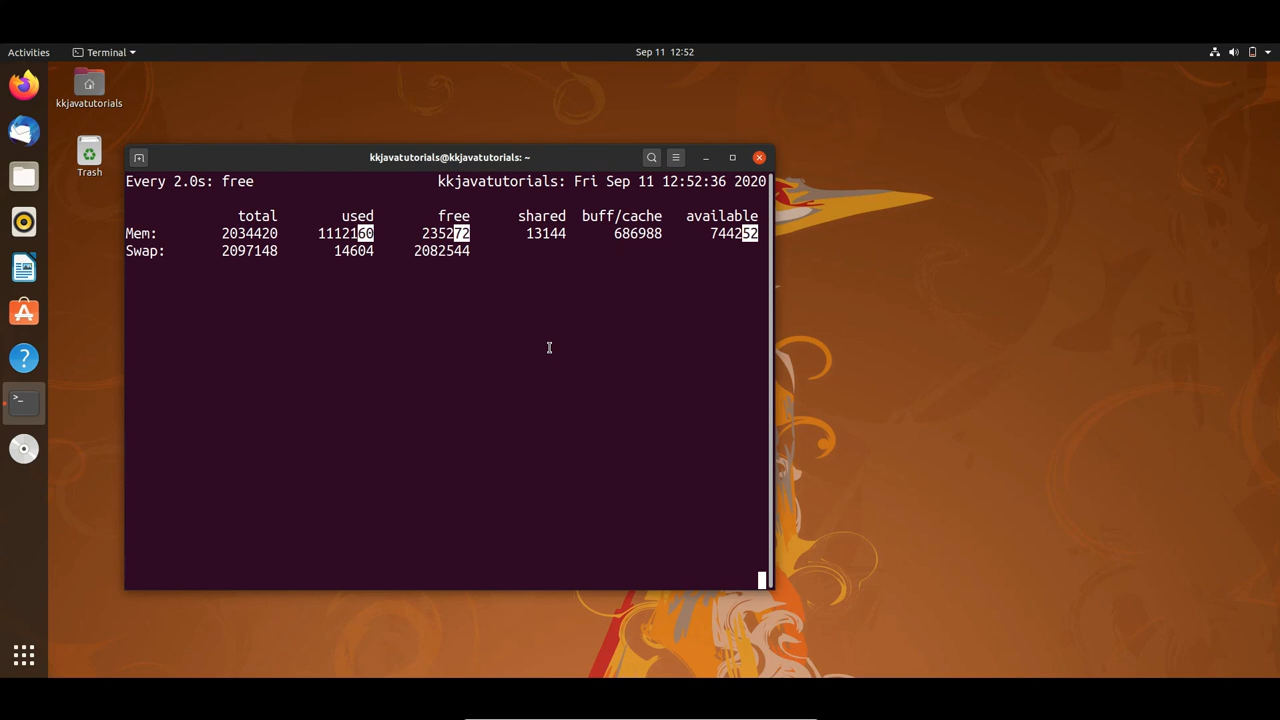 Activities
Terminal
Sep 11 12:52
kkjavatutorials
Trash
kkjavatutorials@kkjavatutorials: ~
Every 2.0s: free kkjavatutorials: Fri Sep 11 12:52:36 2020
total used free shared buff/cache available
Mem: 2034420 1112160 235272 13144 686988 744252
Swap: 2097148 14604 2082544